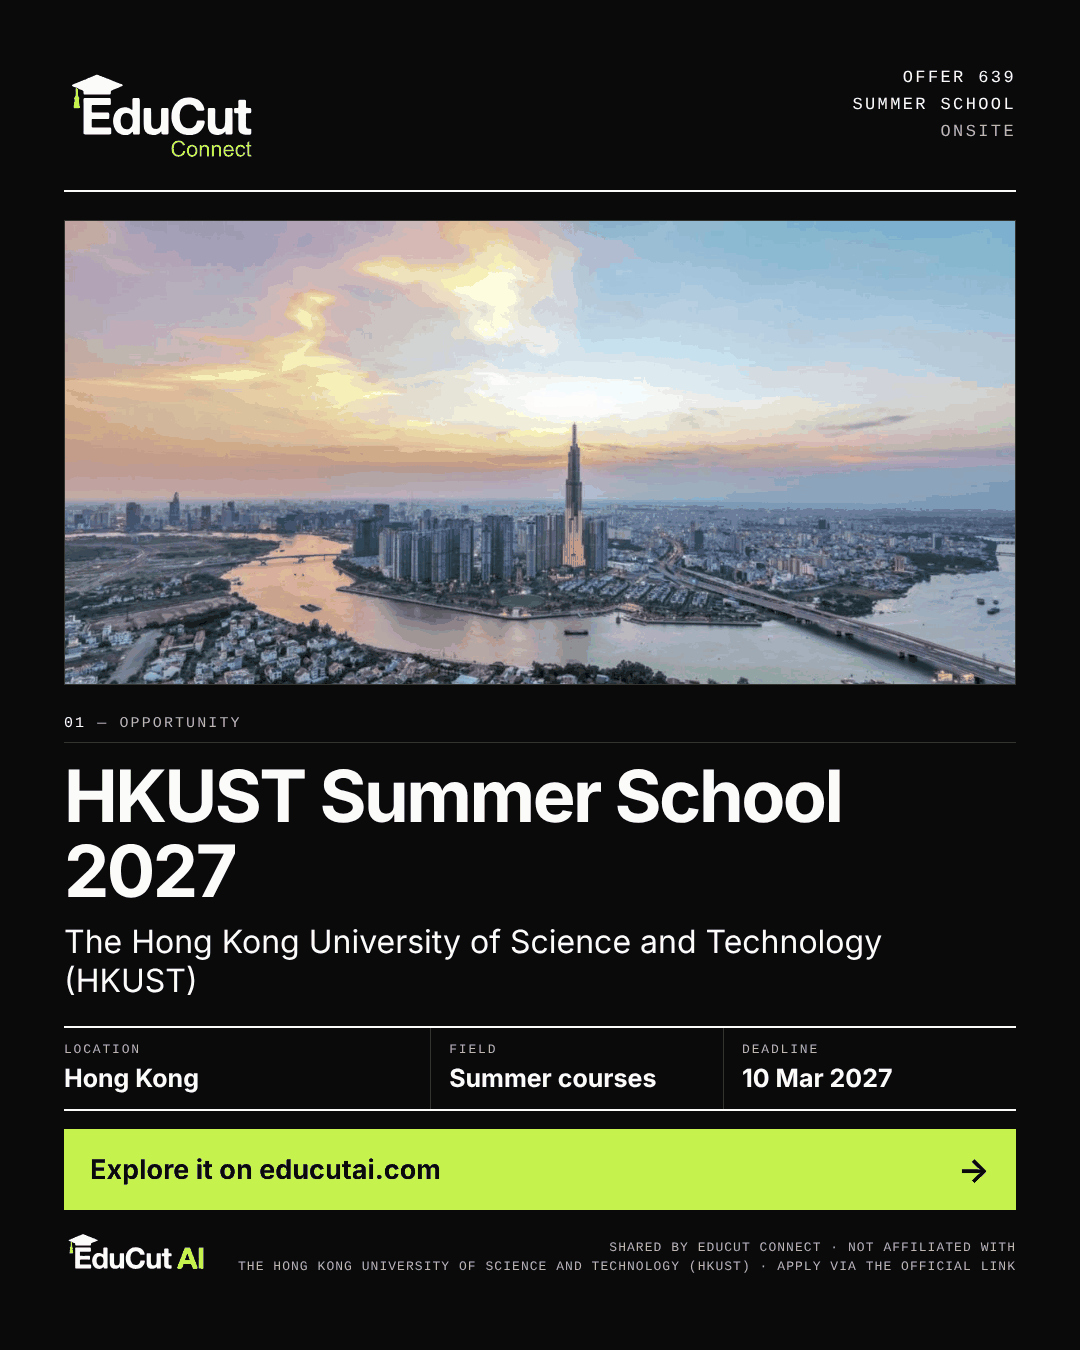 EduCut
Connect
OFFER 639
SUMMER SCHOOL
ONSITE
01 — OPPORTUNITY
HKUST Summer School
2027
The Hong Kong University of Science and Technology
(HKUST)
LOCATION
Hong Kong
FIELD
Summer courses
DEADLINE
10 Mar 2027
Explore it on educutai.com →
EduCut AI
SHARED BY EDUCUT CONNECT · NOT AFFILIATED WITH
THE HONG KONG UNIVERSITY OF SCIENCE AND TECHNOLOGY (HKUST) · APPLY VIA THE OFFICIAL LINK